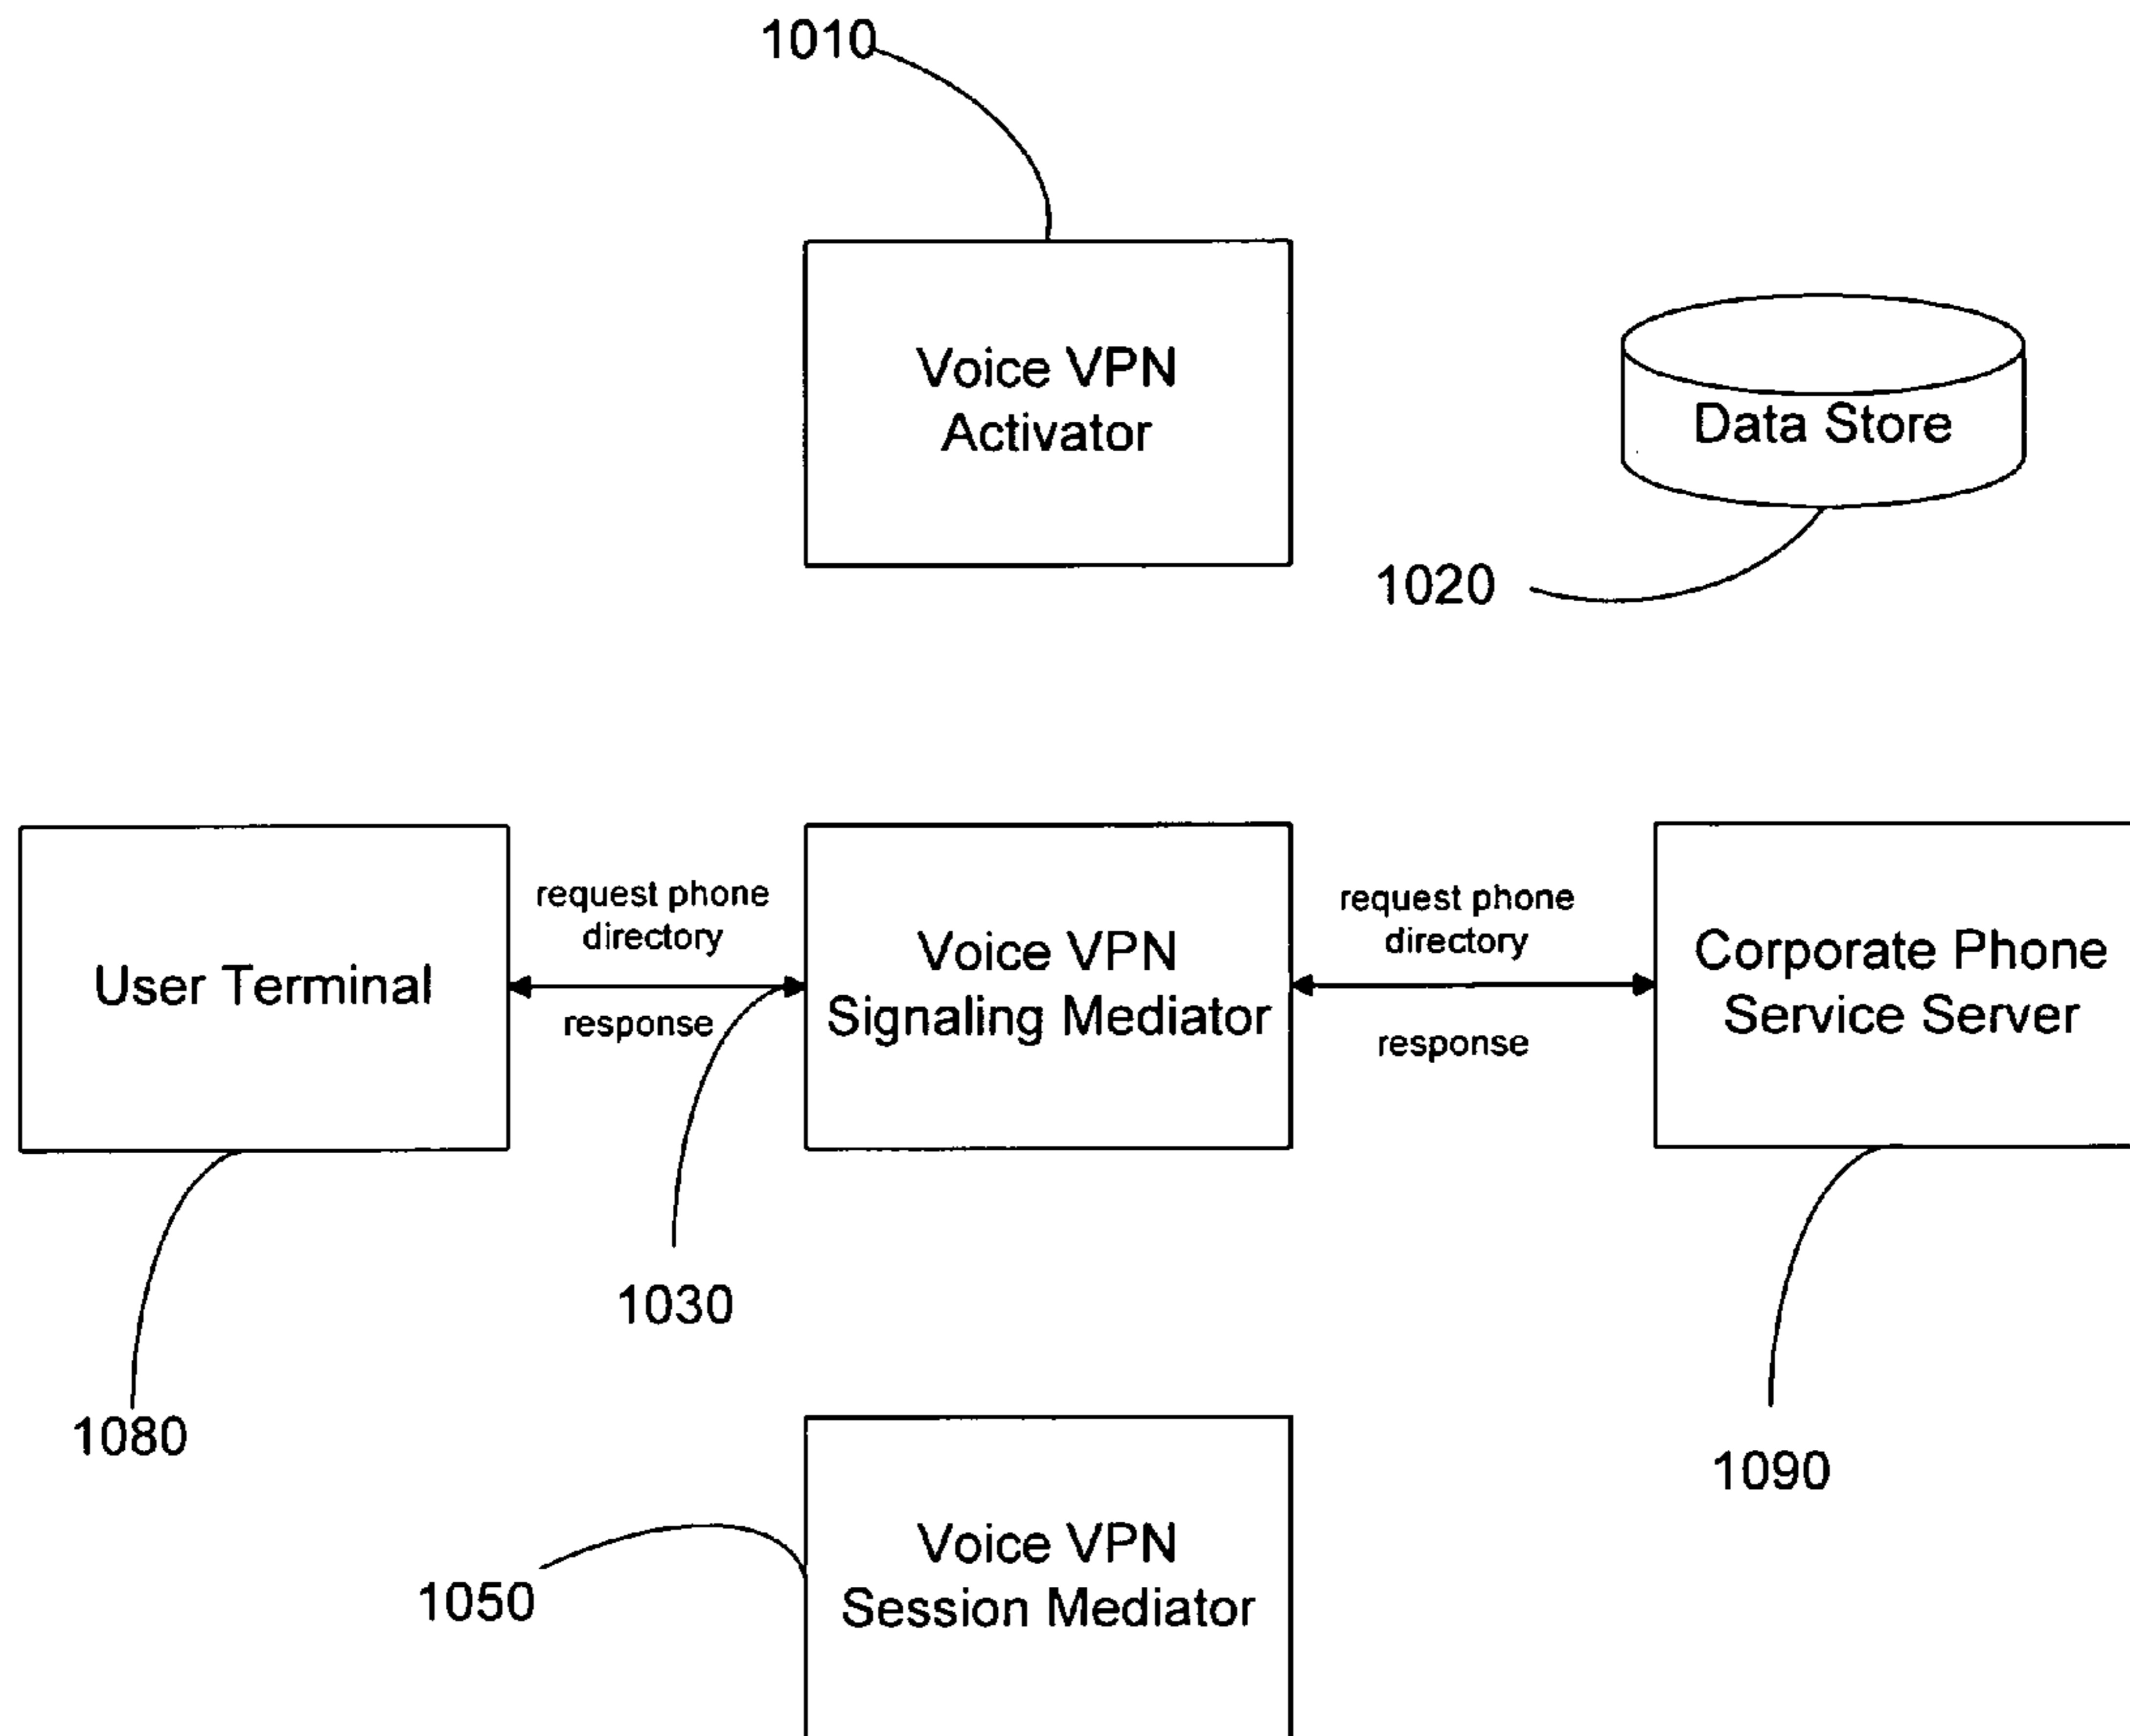 1010
Voice VPN
Activator
Data Store
1020
User Terminal
request phone
directory
response
Voice VPN
Signaling Mediator
request phone
directory
response
Corporate Phone
Service Server
1030
1080
1090
1050
Voice VPN
Session Mediator